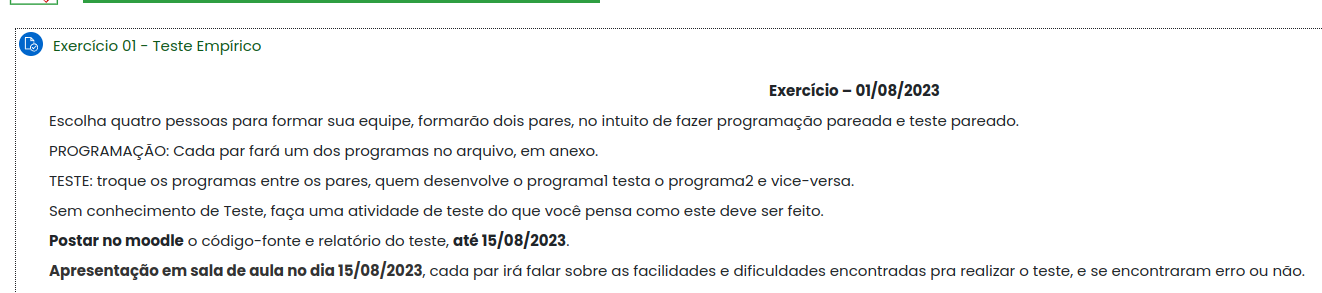 Exercício 01 - Teste Empírico
Exercício – 01/08/2023
Escolha quatro pessoas para formar sua equipe, formarão dois pares, no intuito de fazer programação pareada e teste pareado.
PROGRAMAÇÃO: Cada par fará um dos programas no arquivo, em anexo.
TESTE: troque os programas entre os pares, quem desenvolve o programa1 testa o programa2 e vice-versa.
Sem conhecimento de Teste, faça uma atividade de teste do que você pensa como este deve ser feito.
Postar no moodle o código-fonte e relatório do teste, até 15/08/2023.
Apresentação em sala de aula no dia 15/08/2023, cada par irá falar sobre as facilidades e dificuldades encontradas pra realizar o teste, e se encontraram erro ou não.